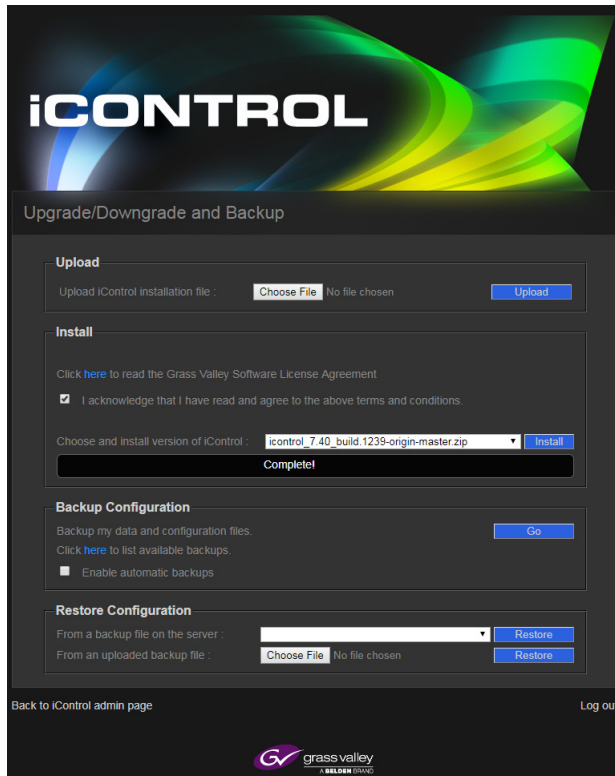 iCONTROL
Upgrade/Downgrade and Backup
Upload
Upload iControl installation file :
Choose File No file chosen
Upload
Install
Click here to read the Grass Valley Software License Agreement
I acknowledge that I have read and agree to the above terms and conditions.
Choose and install version of iControl :
icontrol_7.40_build.1239-origin-master.zip
Install
Complete!
Backup Configuration
Backup my data and configuration files.
Go
Click here to list available backups.
Enable automatic backups
Restore Configuration
From a backup file on the server :
Restore
From an uploaded backup file :
Choose File No file chosen
Restore
Back to iControl admin page
Log ou
GV
grass valley
A BELDEN BRAND